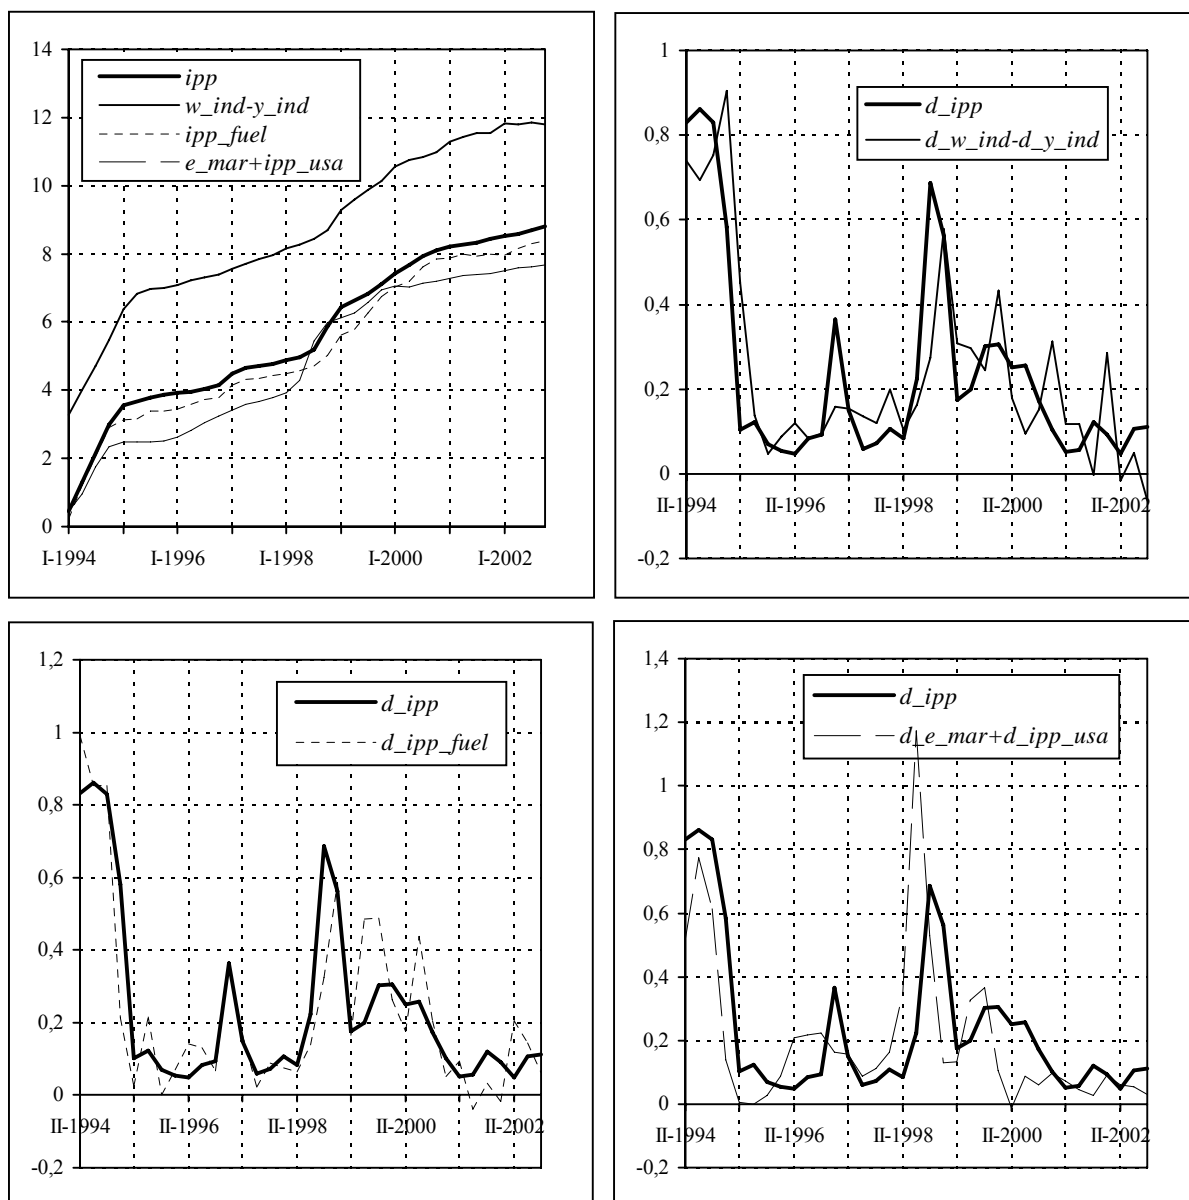 14
12
10
8
6
4
2
0
ipp
w_ind-y_ind
ipp_fuel
e_mar+ipp_usa
I-1994
I-1996
I-1998
I-2000
I-2002
1
0,8
0,6
0,4
0,2
0
-0,2
d_ipp
d_w_ind-d_y_ind
II-1994
II-1996
II-1998
II-2000
II-2002
1,2
1
0,8
0,6
0,4
0,2
0
-0,2
d_ipp
d_ipp_fuel
II-1994
II-1996
II-1998
II-2000
II-2002
1,4
1,2
1
0,8
0,6
0,4
0,2
0
-0,2
d_ipp
d_e_mar+d_ipp_usa
II-1994
II-1996
II-1998
II-2000
II-2002